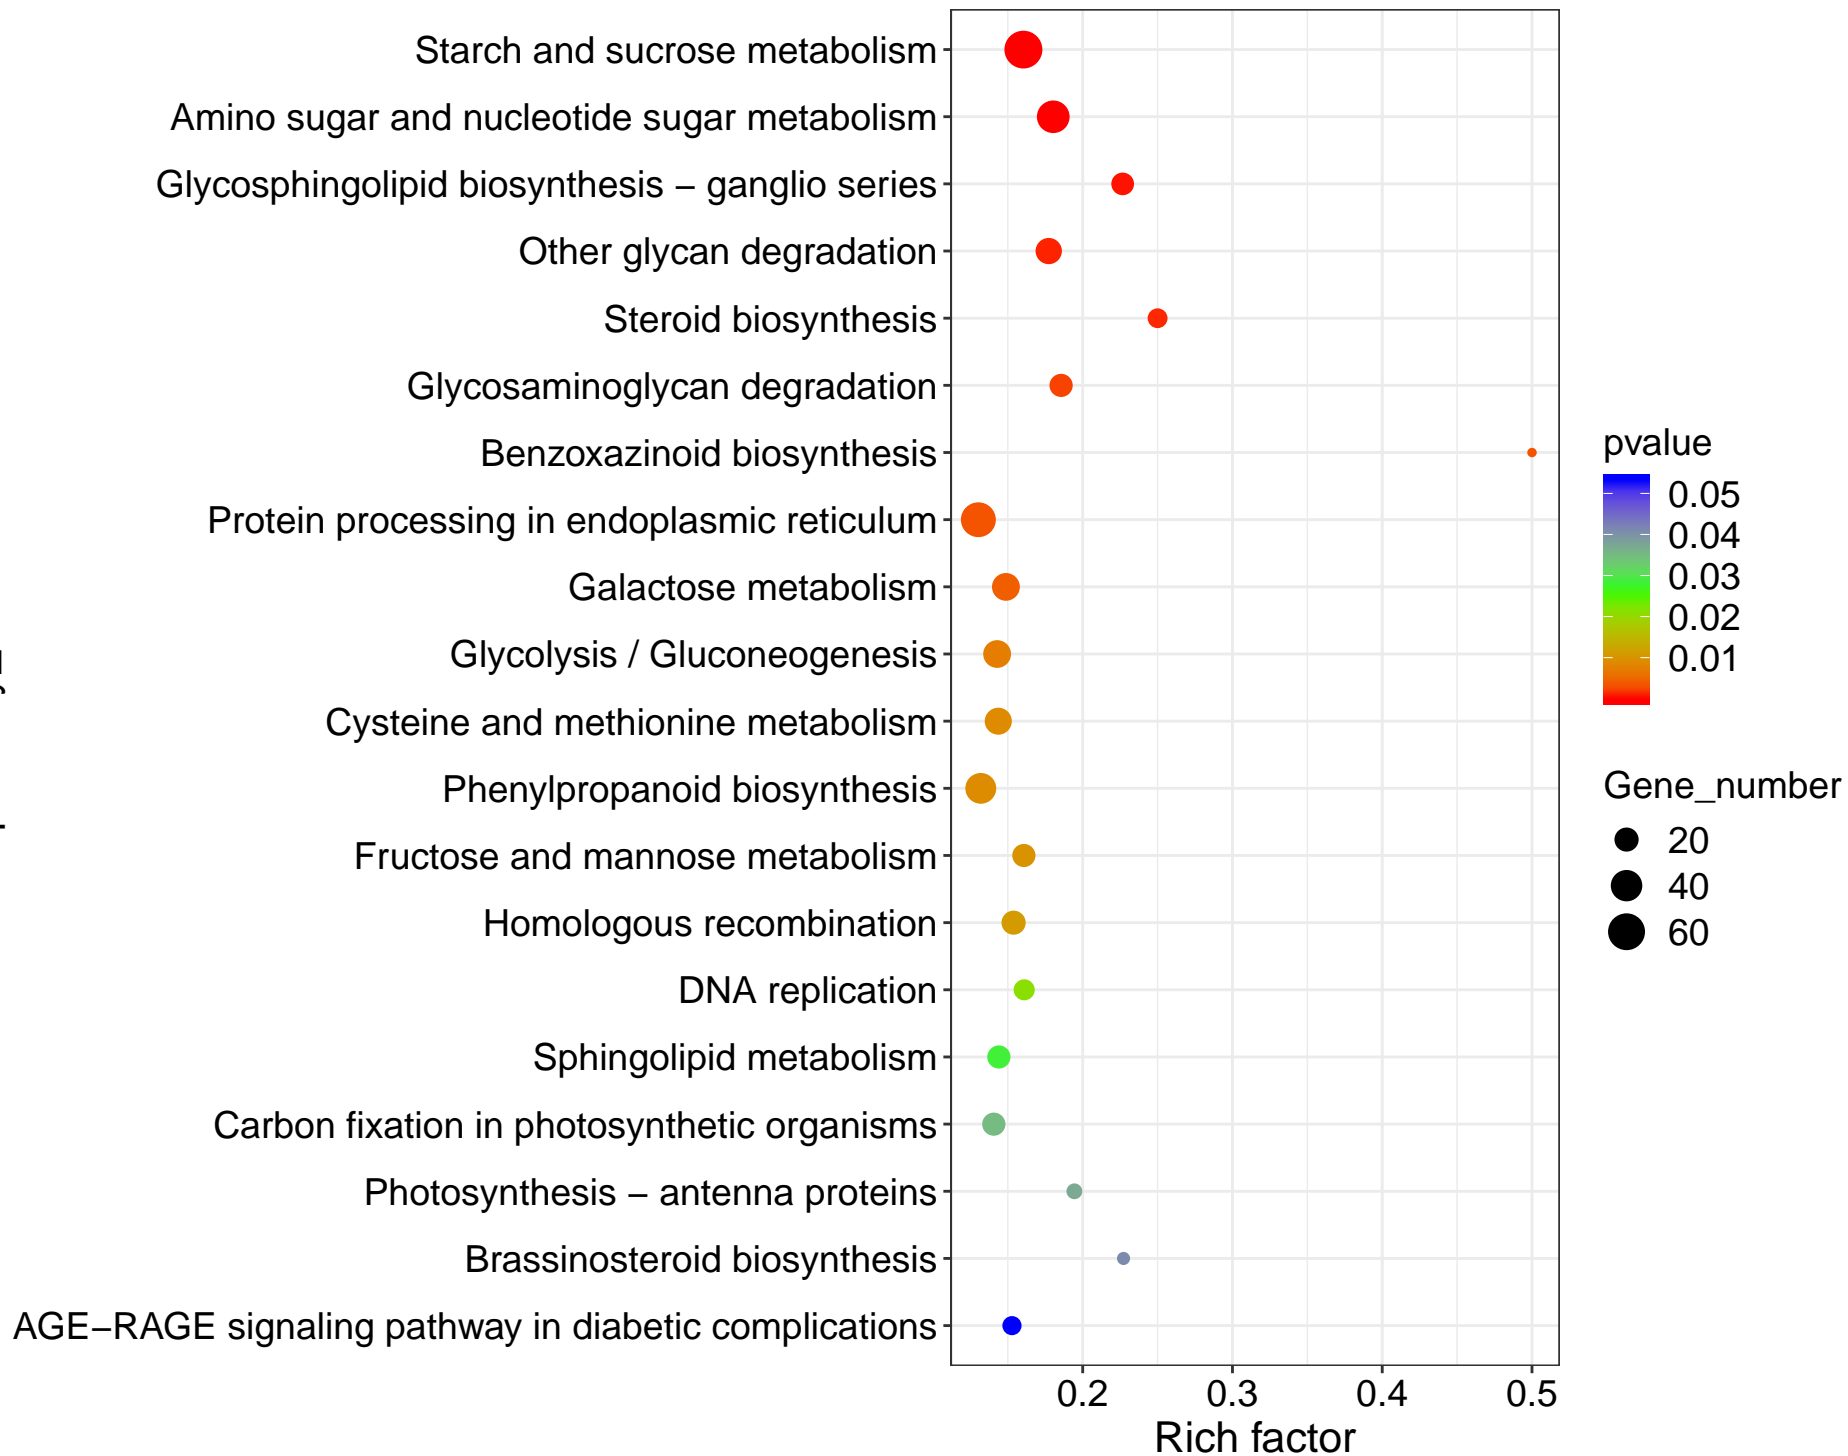 Starch and sucrose metabolism
Amino sugar and nucleotide sugar metabolism
Glycosphingolipid biosynthesis – ganglio series
Other glycan degradation
Steroid biosynthesis
Glycosaminoglycan degradation
Benzoxazinoid biosynthesis
Protein processing in endoplasmic reticulum
Galactose metabolism
Glycolysis / Gluconeogenesis
Cysteine and methionine metabolism
Phenylpropanoid biosynthesis
Fructose and mannose metabolism
Homologous recombination
DNA replication
Sphingolipid metabolism
Carbon fixation in photosynthetic organisms
Photosynthesis – antenna proteins
Brassinosteroid biosynthesis
AGE–RAGE signaling pathway in diabetic complications
0.2 0.3 0.4 0.5
Rich factor
pvalue
0.05
0.04
0.03
0.02
0.01
Gene_number
20
40
60